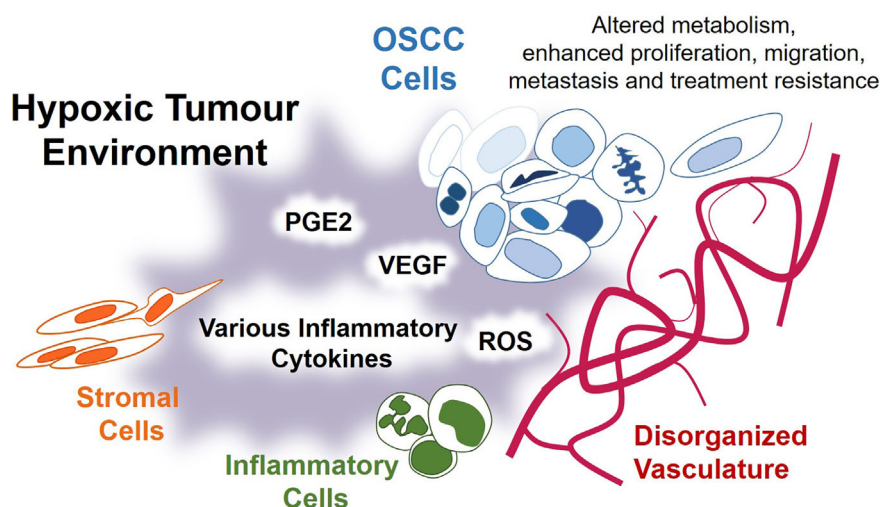 OSCC
Cells
Altered metabolism,
enhanced proliferation, migration,
metastasis and treatment resistance
Hypoxic Tumour
Environment
PGE2
VEGF
Various Inflammatory
Cytokines
ROS
Stromal
Cells
Inflammatory
Cells
Disorganized
Vasculature